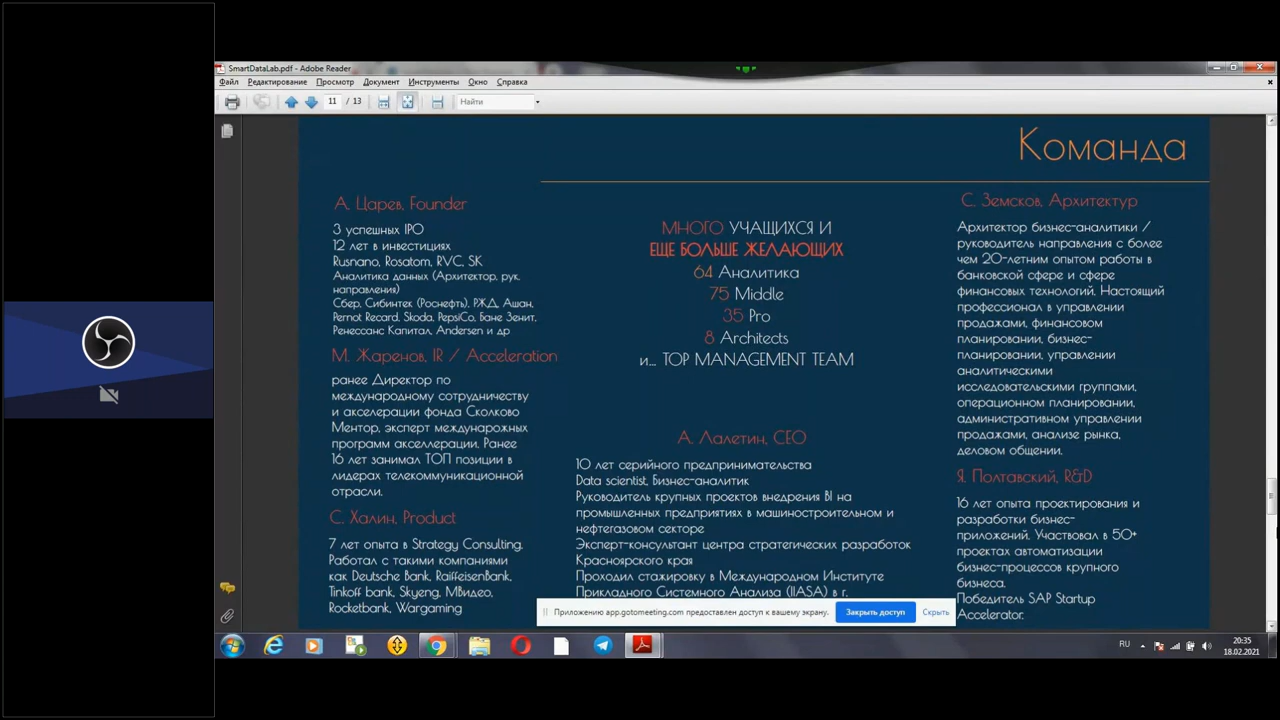 SmartDataLab.pdf - Adobe Reader
Файл Редактирование Просмотр Документ Инструменты Окно Справка
11 / 13 Найти
Команда
А. Царев, Founder
3 успешных IPO
12 лет в инвестициях
Rusnano, Rosatom, RVC, SK
Аналитика данных (Архитектор, рук.
направления)
Сбер, Сибинтек (Роснефть), РЖД, Ашан,
Pernot Recard, Skoda, PepsiCo, Бане Зенит,
Ренессанс Капитал, Andersen и др
М. Жаренов, IR / Acceleration
ранее Директор по
международному сотрудничеству
и акселерации фонда Сколково
Ментор, эксперт междунарожных
программ акселлерации. Ранее
16 лет занимал ТОП позиции в
лидерах телекоммуникационной
отрасли.
С. Халин, Product
7 лет опыта в Strategy Consulting.
Работал с такими компаниями
как Deutsche Bank, RaiffeisenBank,
Tinkoff bank, Skyeng, МВидео,
Rocketbank, Wargaming
МНОГО УЧАЩИХСЯ И
ЕЩЕ БОЛЬШЕ ЖЕЛАЮЩИХ
64 Аналитика
75 Middle
35 Pro
8 Architects
и... TOP MANAGEMENT TEAM
А. Лалетин, CEO
10 лет серийного предпринимательства
Data scientist, Бизнес-аналитик
Руководитель крупных проектов внедрения BI на
промышленных предприятиях в машиностроительном и
нефтегазовом секторе
Эксперт-консультант центра стратегических разработок
Красноярского края
Проходил стажировку в Международном Институте
Прикладного Системного Анализа (IIASA) в г.
С. Земсков, Архитектур
Архитектор бизнес-аналитики /
руководитель направления с более
чем 20-летним опытом работы в
банковской сфере и сфере
финансовых технологий. Настоящий
профессионал в управлении
продажами, финансовом
планировании, бизнес-
планировании, управлении
аналитическими
исследовательскими группами,
операционном планировании,
административном управлении
продажами, анализе рынка,
деловом общении.
Я. Полтавский, R&D
16 лет опыта проектирования и
разработки бизнес-
приложений. Участвовал в 50+
проектах автоматизации
бизнес-процессов крупного
бизнеса.
Победитель SAP Startup
Accelerator.
Приложению app.gotomeeting.com предоставлен доступ к вашему экрану. Закрыть доступ Скрыть
RU
20:35
18.02.2021